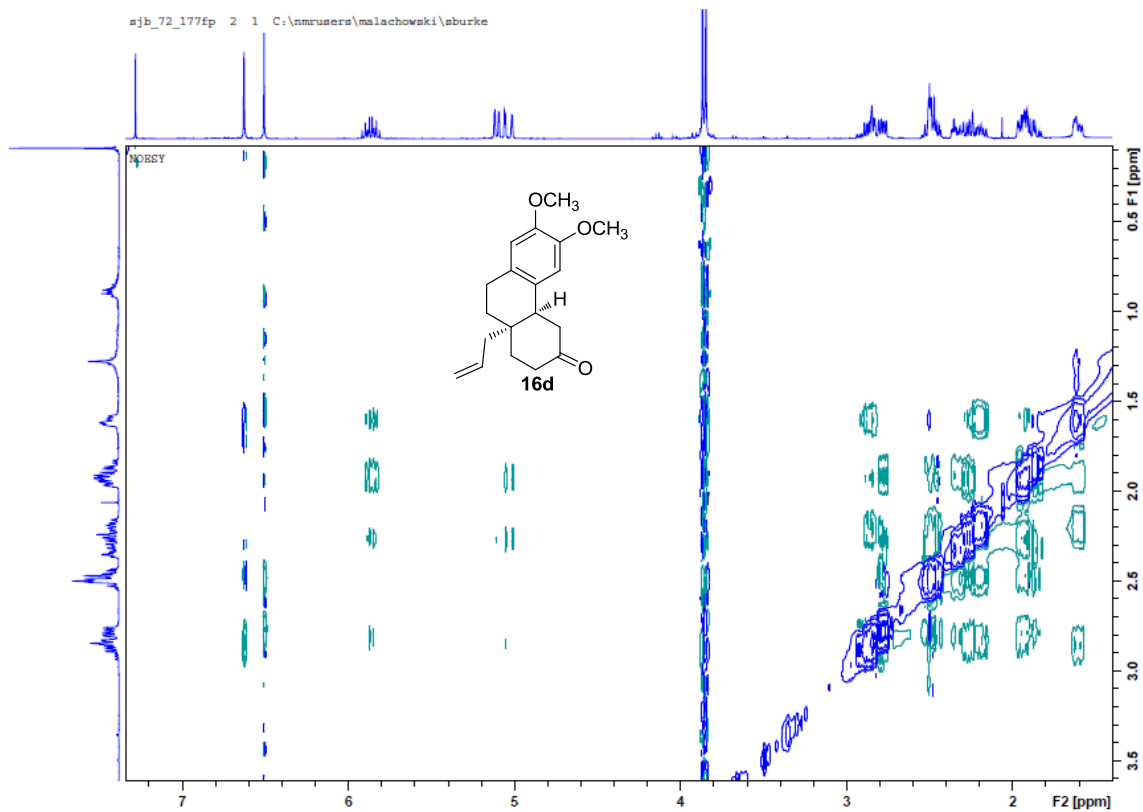 sjb_72_177fp 2 1 C:\nmrusers\malachowski\sburke
NOESY
OCH3
OCH3
H
O
16d
0.5
1.0
1.5
2.0
2.5
3.0
3.5
F1 [ppm]
7 6 5 4 3 2 F2 [ppm]